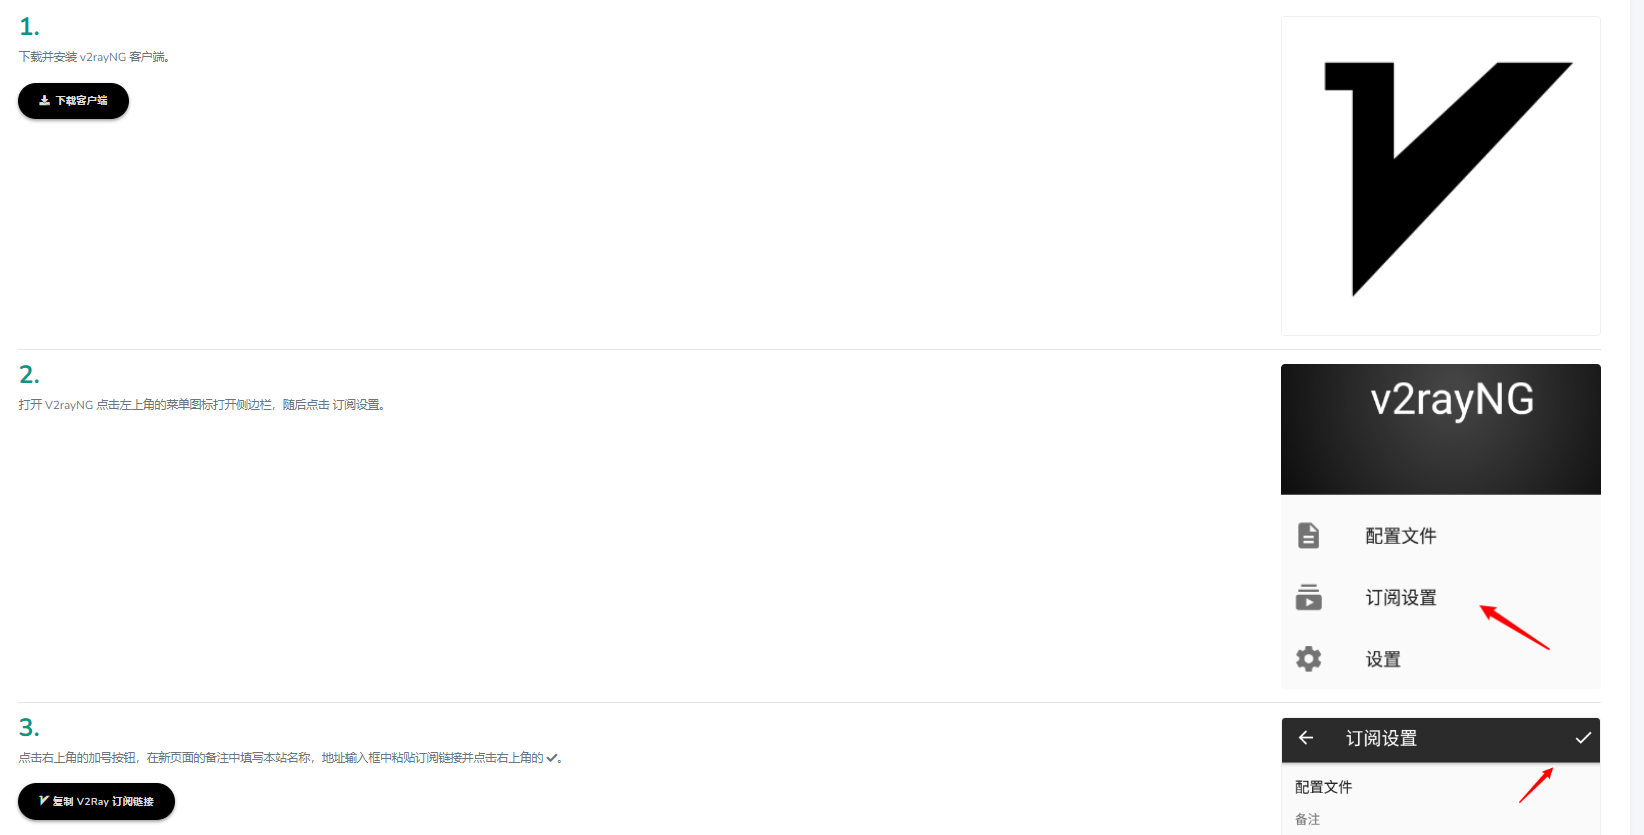 1.
下载并安装 v2rayNG 客户端。
下载客户端
2.
打开 V2rayNG 点击左上角的菜单图标打开侧边栏，随后点击 订阅设置。
v2rayNG
配置文件
订阅设置
设置
3.
点击右上角的加号按钮，在新页面的备注中填写本站名称，地址输入框中粘贴订阅链接并点击右上角的 ✔。
复制 V2Ray 订阅链接
订阅设置
配置文件
备注